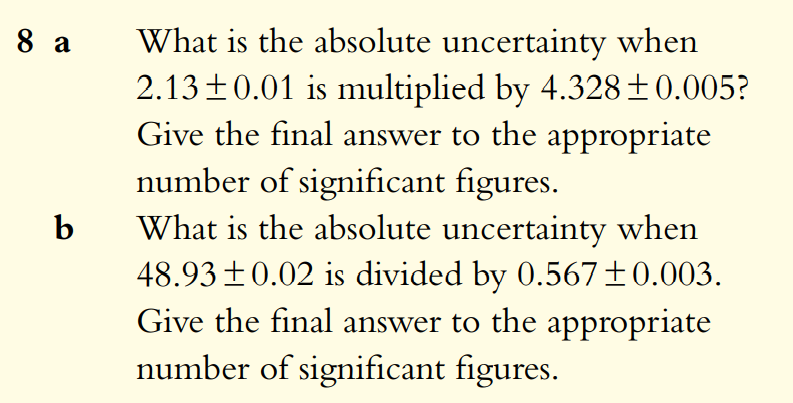 8 a What is the absolute uncertainty when
2.13 ± 0.01 is multiplied by 4.328 ± 0.005?
Give the final answer to the appropriate
number of significant figures.
b What is the absolute uncertainty when
48.93 ± 0.02 is divided by 0.567 ± 0.003.
Give the final answer to the appropriate
number of significant figures.